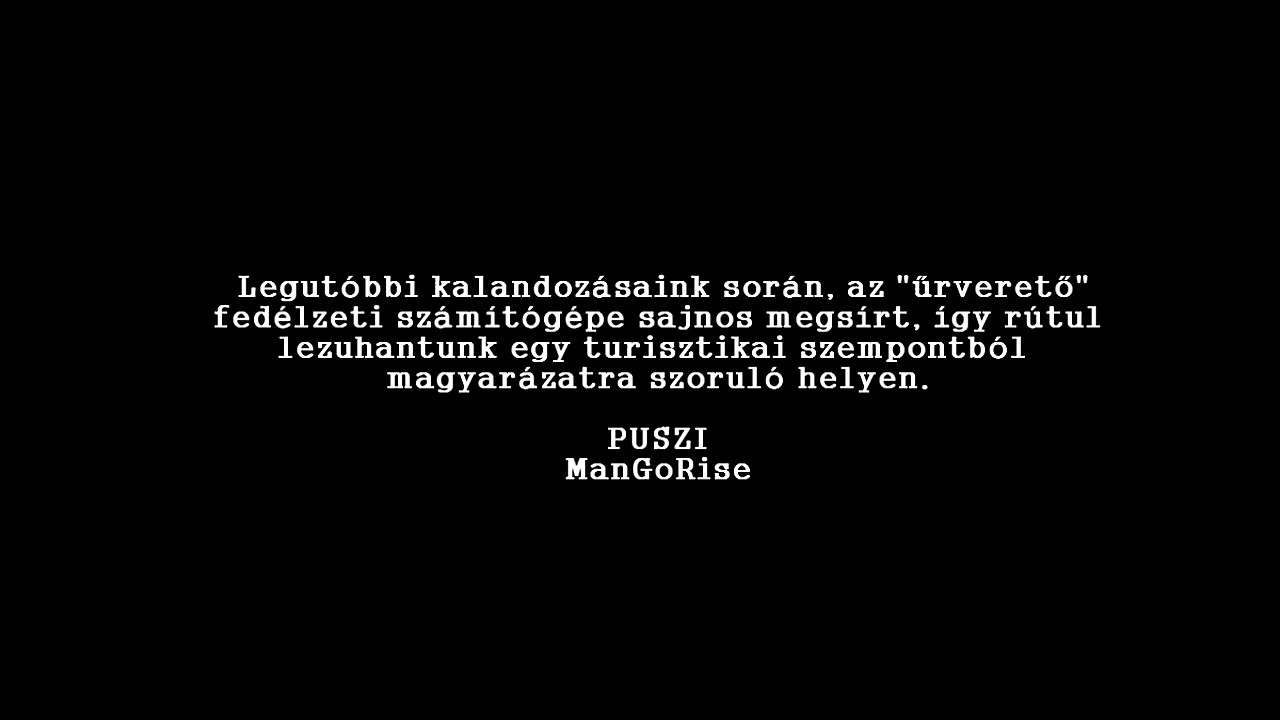 Legutóbbi kalandozásaink során, az "űrverető"
fedélzeti számítógépe sajnos megsírt, így rútul
lezuhantunk egy turisztikai szempontból
magyarázatra szoruló helyen.
PUSZI
ManGoRise